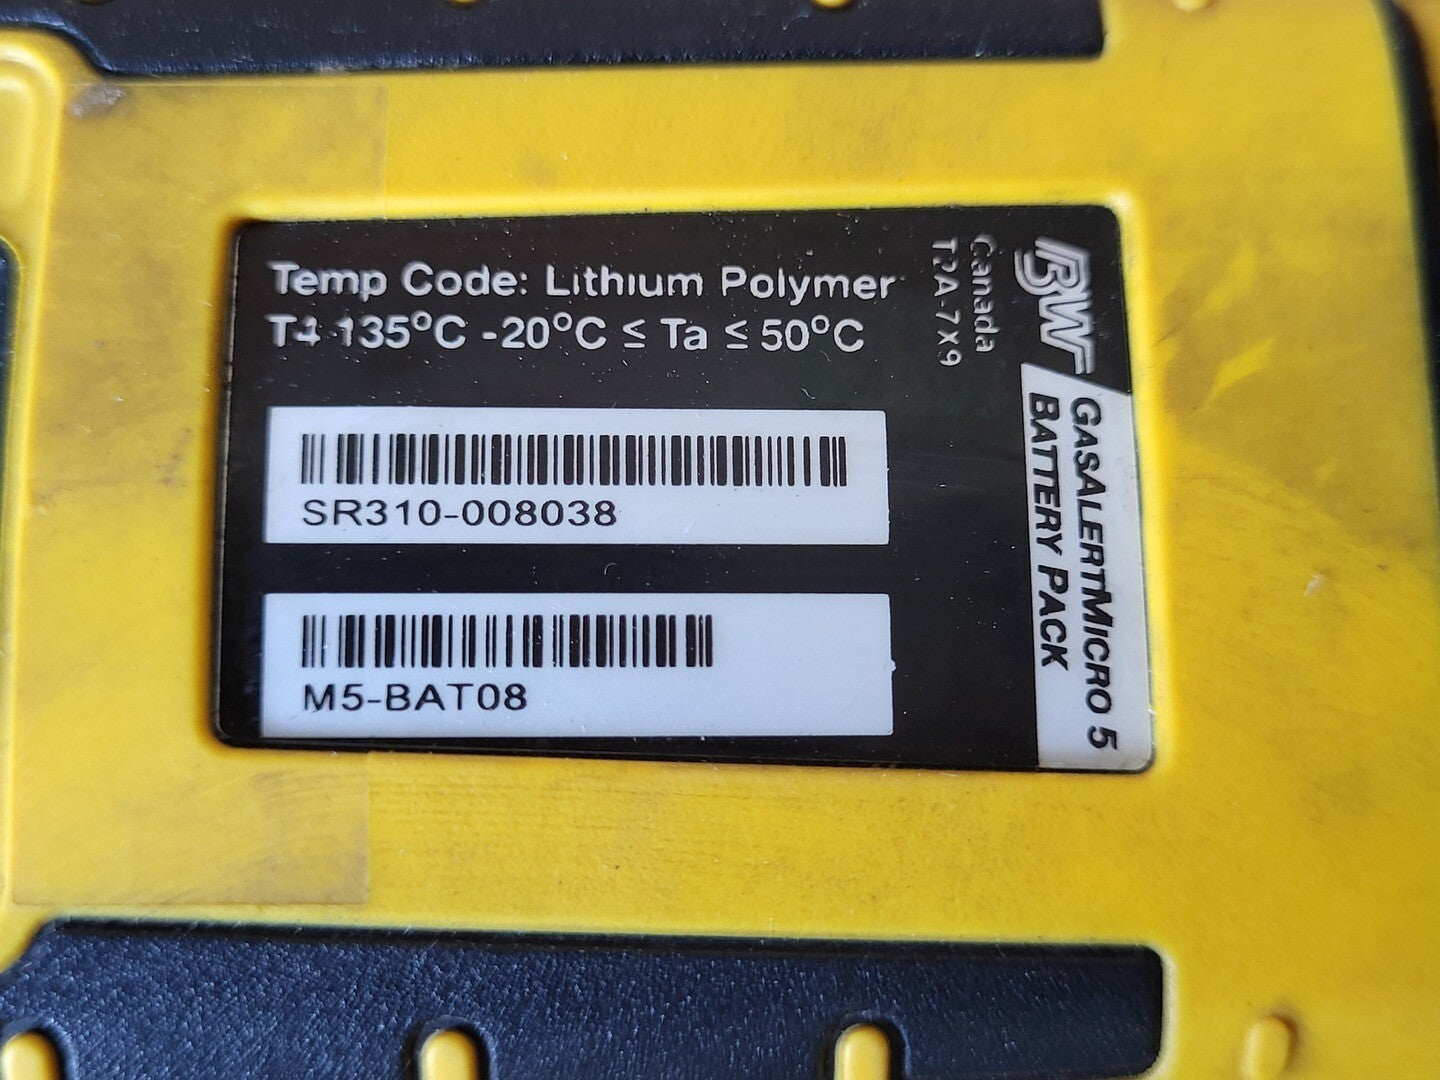 Temp Code: Lithium Polymer
T4 135°C -20°C ≤ Ta ≤ 50°C
SR310-008038
M5-BAT08
BW
Canada
T2A-7X9
GASALERTMICRO 5
BATTERY PACK